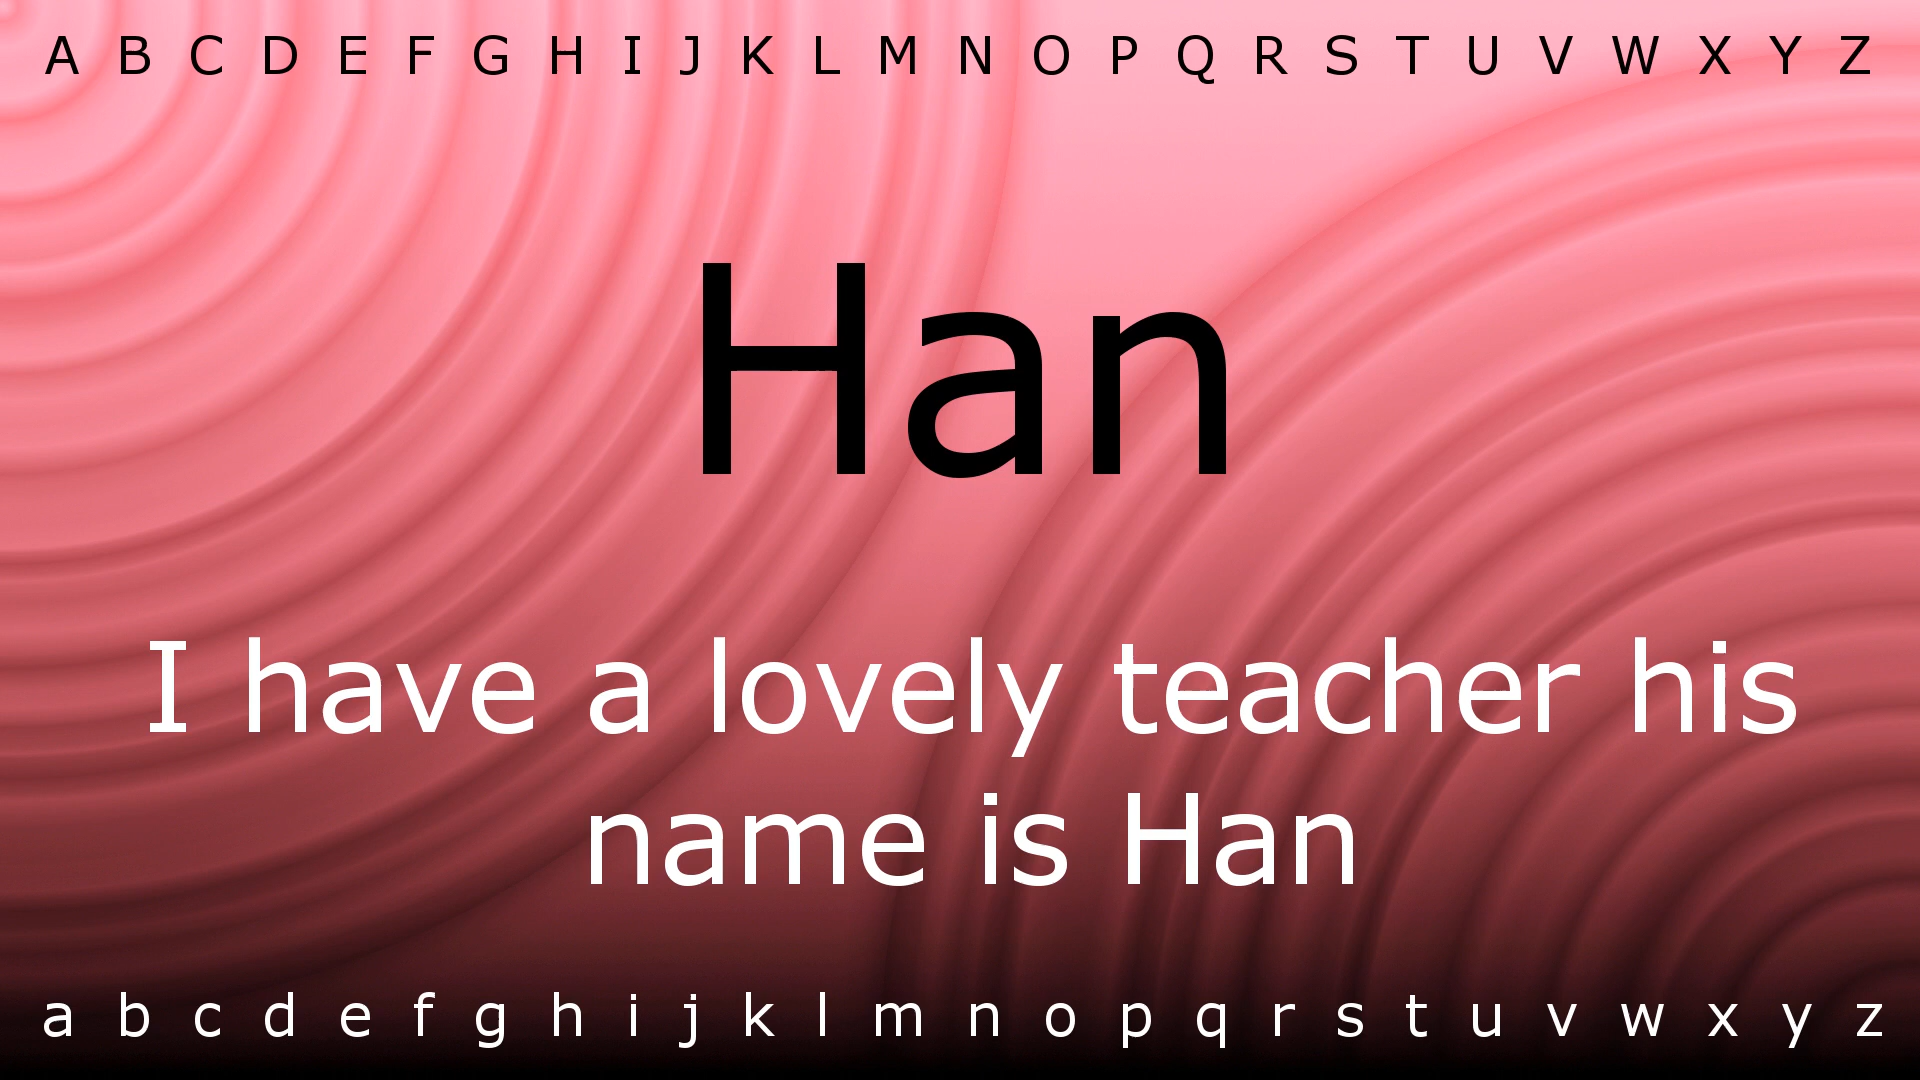 A B C D E F G H I J K L M N O P Q R S T U V W X Y Z
Han
I have a lovely teacher his
name is Han
a b c d e f g h i j k l m n o p q r s t u v w x y z